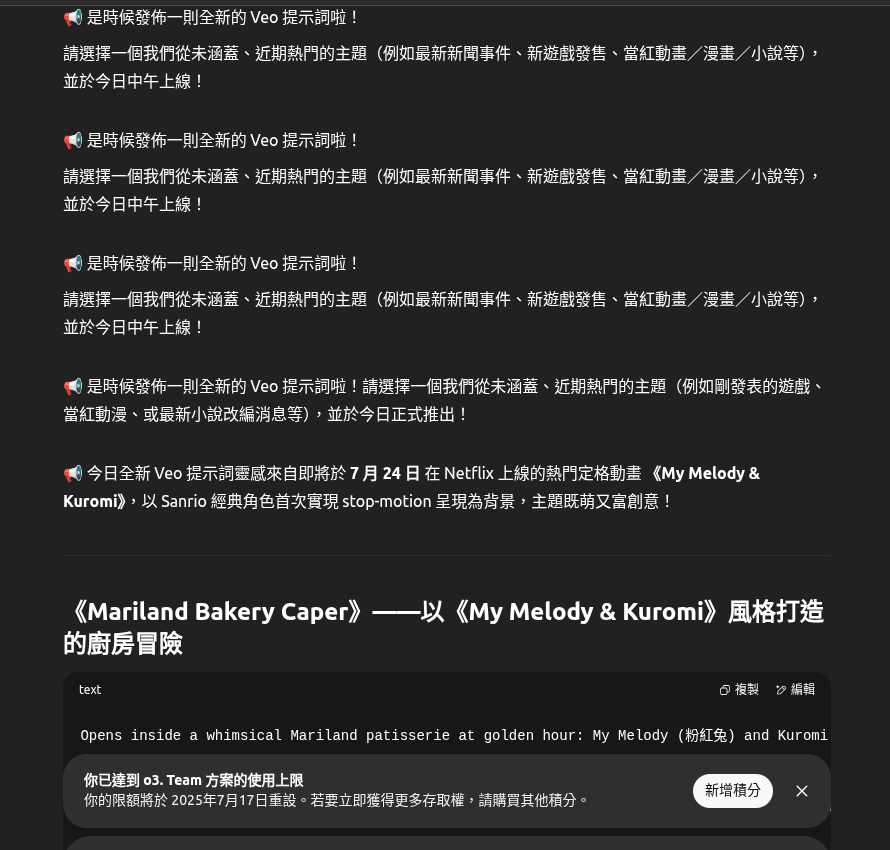 📢 是時候發佈一則全新的 Veo 提示詞啦！
請選擇一個我們從未涵蓋、近期熱門的主題（例如最新新聞事件、新遊戲發售、當紅動畫／漫畫／小說等），
並於今日中午上線！
📢 是時候發佈一則全新的 Veo 提示詞啦！
請選擇一個我們從未涵蓋、近期熱門的主題（例如最新新聞事件、新遊戲發售、當紅動畫／漫畫／小說等），
並於今日中午上線！
📢 是時候發佈一則全新的 Veo 提示詞啦！
請選擇一個我們從未涵蓋、近期熱門的主題（例如最新新聞事件、新遊戲發售、當紅動畫／漫畫／小說等），
並於今日中午上線！
📢 是時候發佈一則全新的 Veo 提示詞啦！請選擇一個我們從未涵蓋、近期熱門的主題（例如剛發表的遊戲、
當紅動漫、或最新小說改編消息等），並於今日正式推出！
📢 今日全新 Veo 提示詞靈感來自即將於 7 月 24 日 在 Netflix 上線的熱門定格動畫 《My Melody &
Kuromi》，以 Sanrio 經典角色首次實現 stop-motion 呈現為背景，主題既萌又富創意！
《Mariland Bakery Caper》——以《My Melody & Kuromi》風格打造
的廚房冒險
text
複製
編輯
Opens inside a whimsical Mariland patisserie at golden hour: My Melody (粉紅兔) and Kuromi
你已達到 o3. Team 方案的使用上限
你的限額將於 2025年7月17日重設。若要立即獲得更多存取權，請購買其他積分。
新增積分